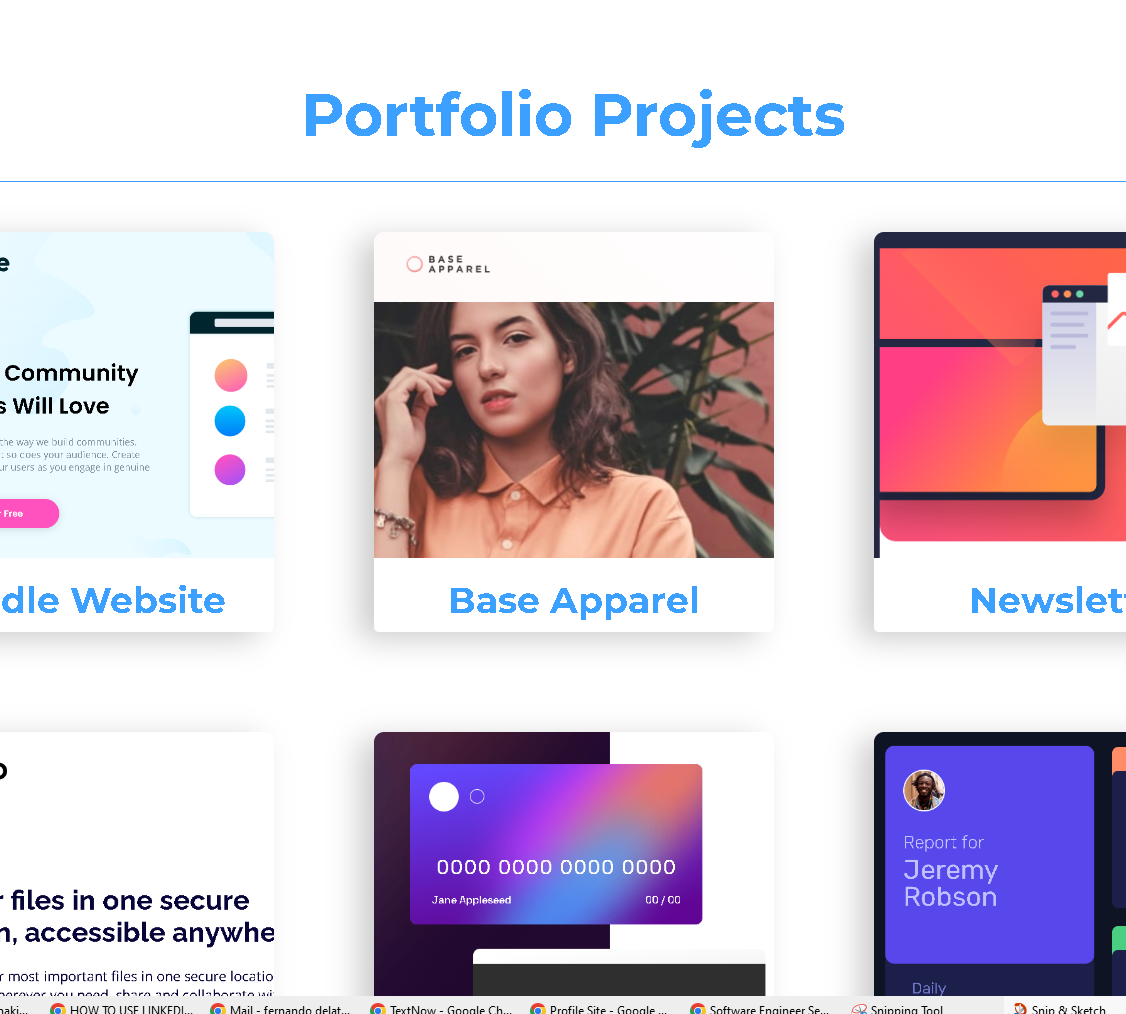 Portfolio Projects
e
Community
s Will Love
the way we build communities.
t so does your audience. Create
ur users as you engage in genuine
r Free
dle Website
BASE
APPAREL
Base Apparel
Newslet
o
r files in one secure
n, accessible anywhe
r most important files in one secure locatio
herever you need, share and collaborate wi
0000 0000 0000 0000
Jane Appleseed 00/00
Report for
Jeremy
Robson
Daily
naki... HOW TO USE LINKEDI... Mail - fernando delat... TextNow - Google Ch... Profile Site - Google ... Software Engineer Se... Snipping Tool Snip & Sketch